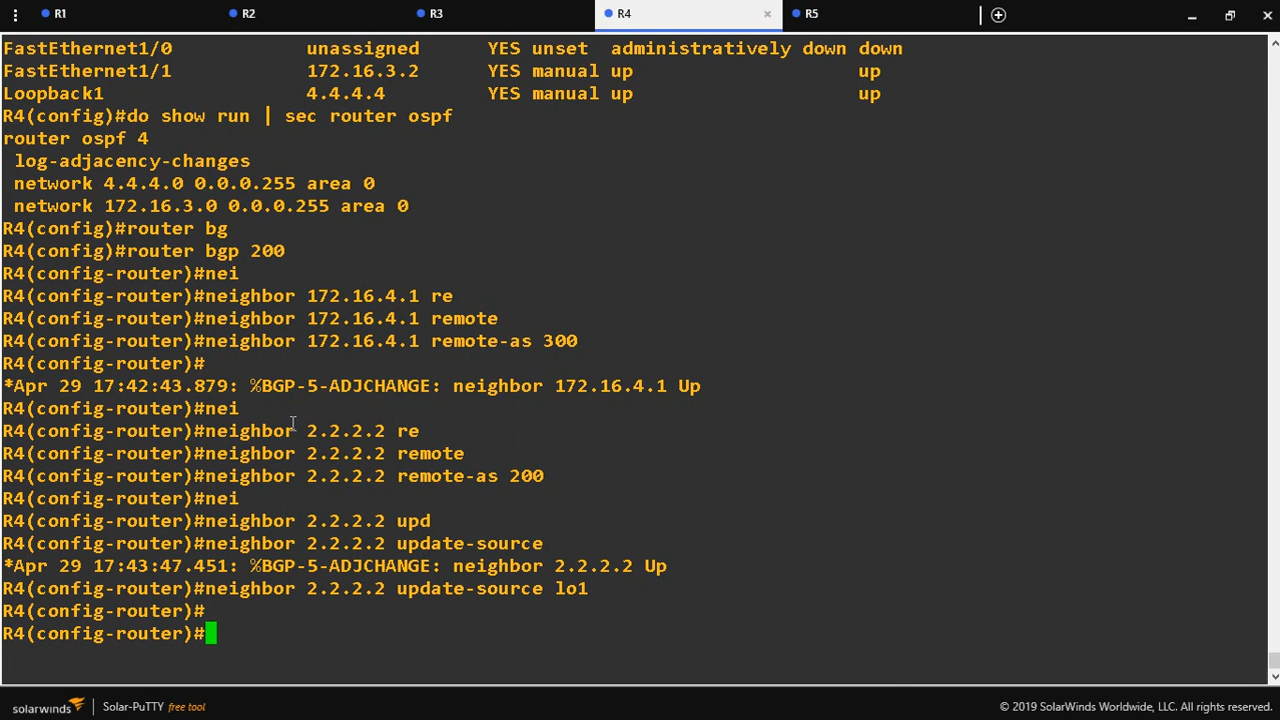 R1 R2 R3 R4 × R5
FastEthernet1/0 unassigned YES unset administratively down down
FastEthernet1/1 172.16.3.2 YES manual up up
Loopback1 4.4.4.4 YES manual up up
R4(config)#do show run | sec router ospf
router ospf 4
log-adjacency-changes
network 4.4.4.0 0.0.0.255 area 0
network 172.16.3.0 0.0.0.255 area 0
R4(config)#router bg
R4(config)#router bgp 200
R4(config-router)#nei
R4(config-router)#neighbor 172.16.4.1 re
R4(config-router)#neighbor 172.16.4.1 remote
R4(config-router)#neighbor 172.16.4.1 remote-as 300
R4(config-router)#
*Apr 29 17:42:43.879: %BGP-5-ADJCHANGE: neighbor 172.16.4.1 Up
R4(config-router)#nei
R4(config-router)#neighbor 2.2.2.2 re
R4(config-router)#neighbor 2.2.2.2 remote
R4(config-router)#neighbor 2.2.2.2 remote-as 200
R4(config-router)#nei
R4(config-router)#neighbor 2.2.2.2 upd
R4(config-router)#neighbor 2.2.2.2 update-source
*Apr 29 17:43:47.451: %BGP-5-ADJCHANGE: neighbor 2.2.2.2 Up
R4(config-router)#neighbor 2.2.2.2 update-source lo1
R4(config-router)#
R4(config-router)#
solarwinds | Solar-PuTTY free tool © 2019 SolarWinds Worldwide, LLC. All rights reserved.